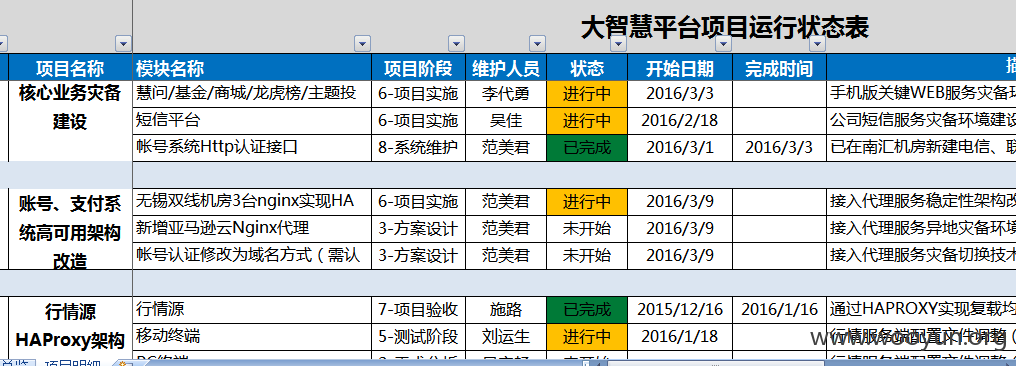 大智慧平台项目运行状态表
项目名称 模块名称 项目阶段 维护人员 状态 开始日期 完成时间
核心业务灾备 慧问/基金/商城/龙虎榜/主题投 6-项目实施 李代勇 进行中 2016/3/3 手机版关键WEB服务灾备环
建设 短信平台 6-项目实施 吴佳 进行中 2016/2/18 公司短信服务灾备环境建设
帐号系统Http认证接口 8-系统维护 范美君 已完成 2016/3/1 2016/3/3 已在南汇机房新建电信、联
账号、支付系 无锡双线机房3台nginx实现HA 6-项目实施 范美君 进行中 2016/3/9 接入代理服务稳定性架构改
统高可用架构 新增亚马逊云Nginx代理 3-方案设计 范美君 未开始 2016/3/9 接入代理服务异地灾备环境
改造 帐号认证修改为域名方式（需认 3-方案设计 范美君 未开始 2016/3/9 接入代理服务灾备切换技术
行情源 行情源 7-项目验收 施路 已完成 2015/12/16 2016/1/16 通过HAPROXY实现复载均
HAProxy架构 移动终端 5-测试阶段 刘运生 进行中 2016/1/18 行情服务端配置文件调整（
www.wooyun.org
项目明细